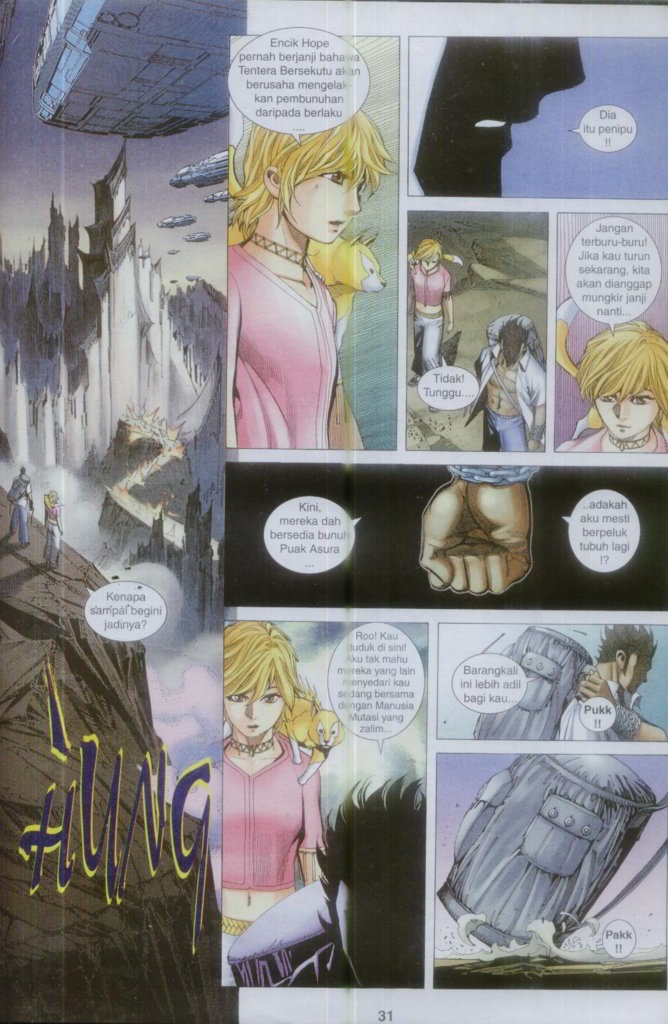 Kenapa
sampai begini
jadinya?
HUNG
Encik Hope
pernah berjanji bahawa
Tentera Bersekutu akan
berusaha mengelak-
kan pembunuhan
daripada berlaku
....
Dia
itu penipu
!!
Tidak!
Tunggu....
Jangan
terburu-buru!
Jika kau turun
sekarang, kita
akan dianggap
mungkir janji
nanti...
Kini,
mereka dah
bersedia bunuh
Puak Asura
...
..adakah
aku mesti
berpeluk
tubuh lagi
!?
Roo! Kau
duduk di sini!
Aku tak mahu
mereka yang lain
menyedari kau
sedang bersama
dengan Manusia
Mutasi yang
zalim...
Barangkali
ini lebih adil
bagi kau...
Pukk
!!
Pakk
!!
31